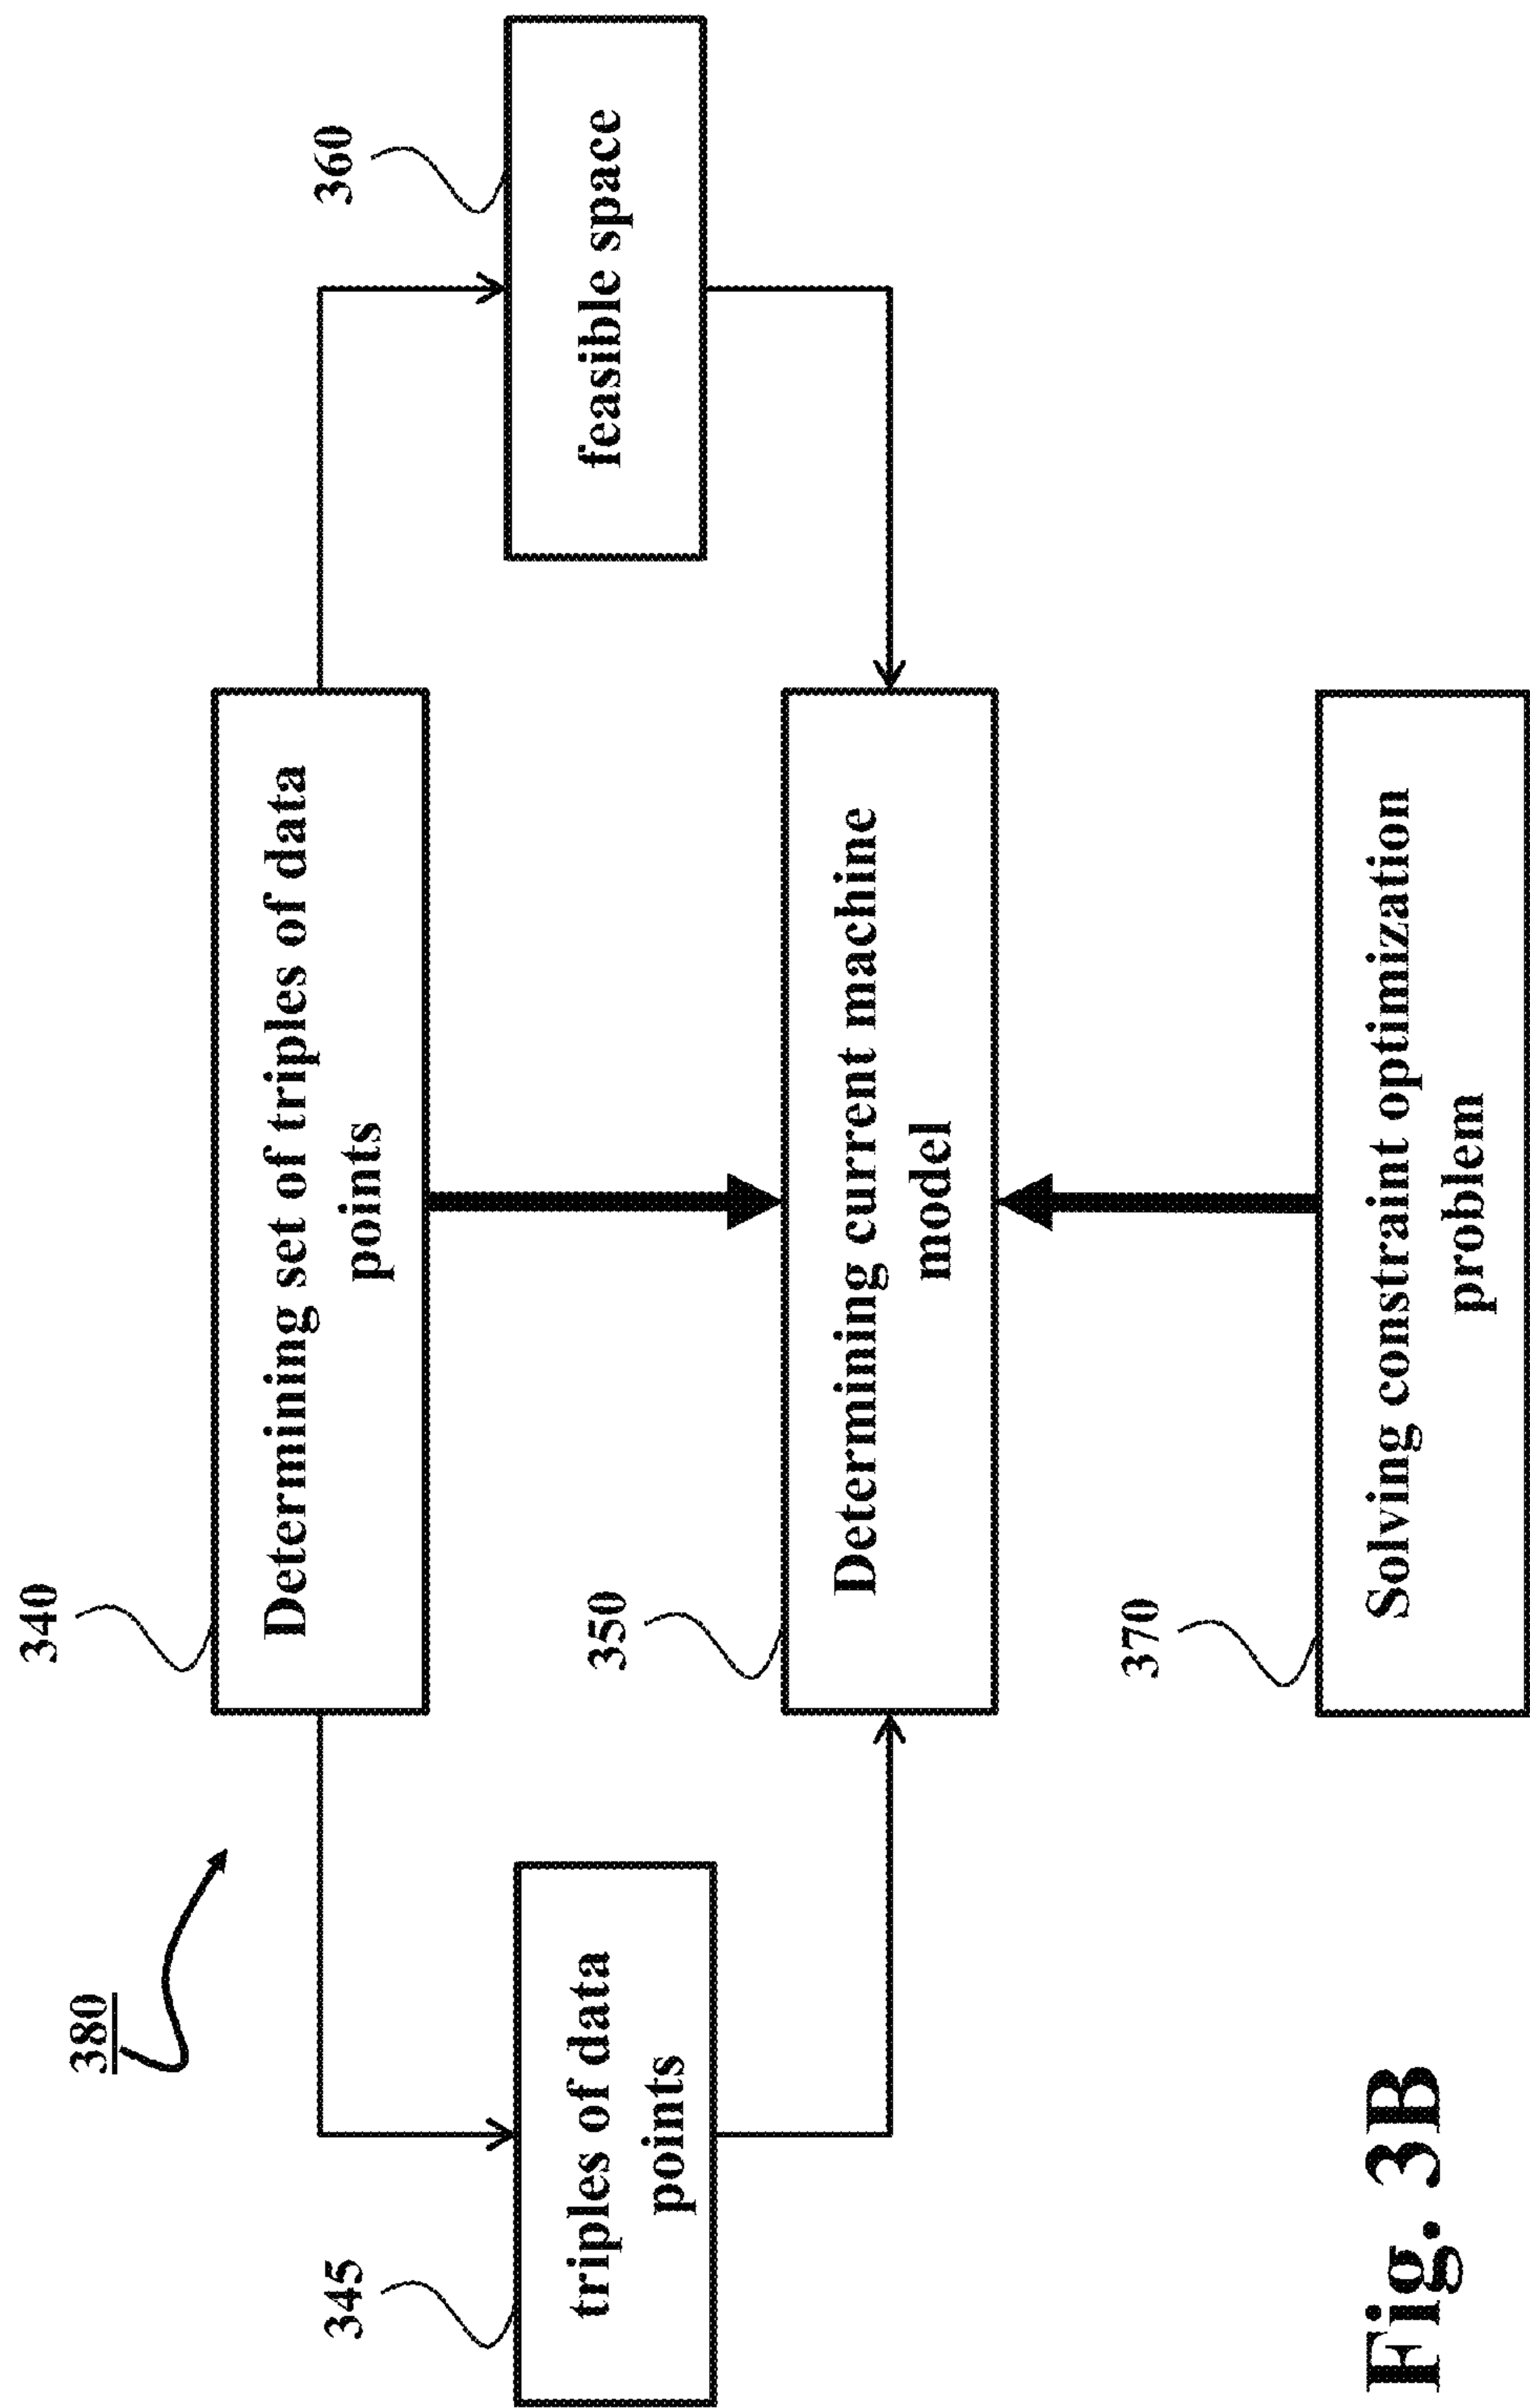 380
340
Determining set of triples of data
points
345
triples of data
points
360
feasible space
350
Determining current machine
model
370
Solving constraint optimization
problem
Fig. 3B